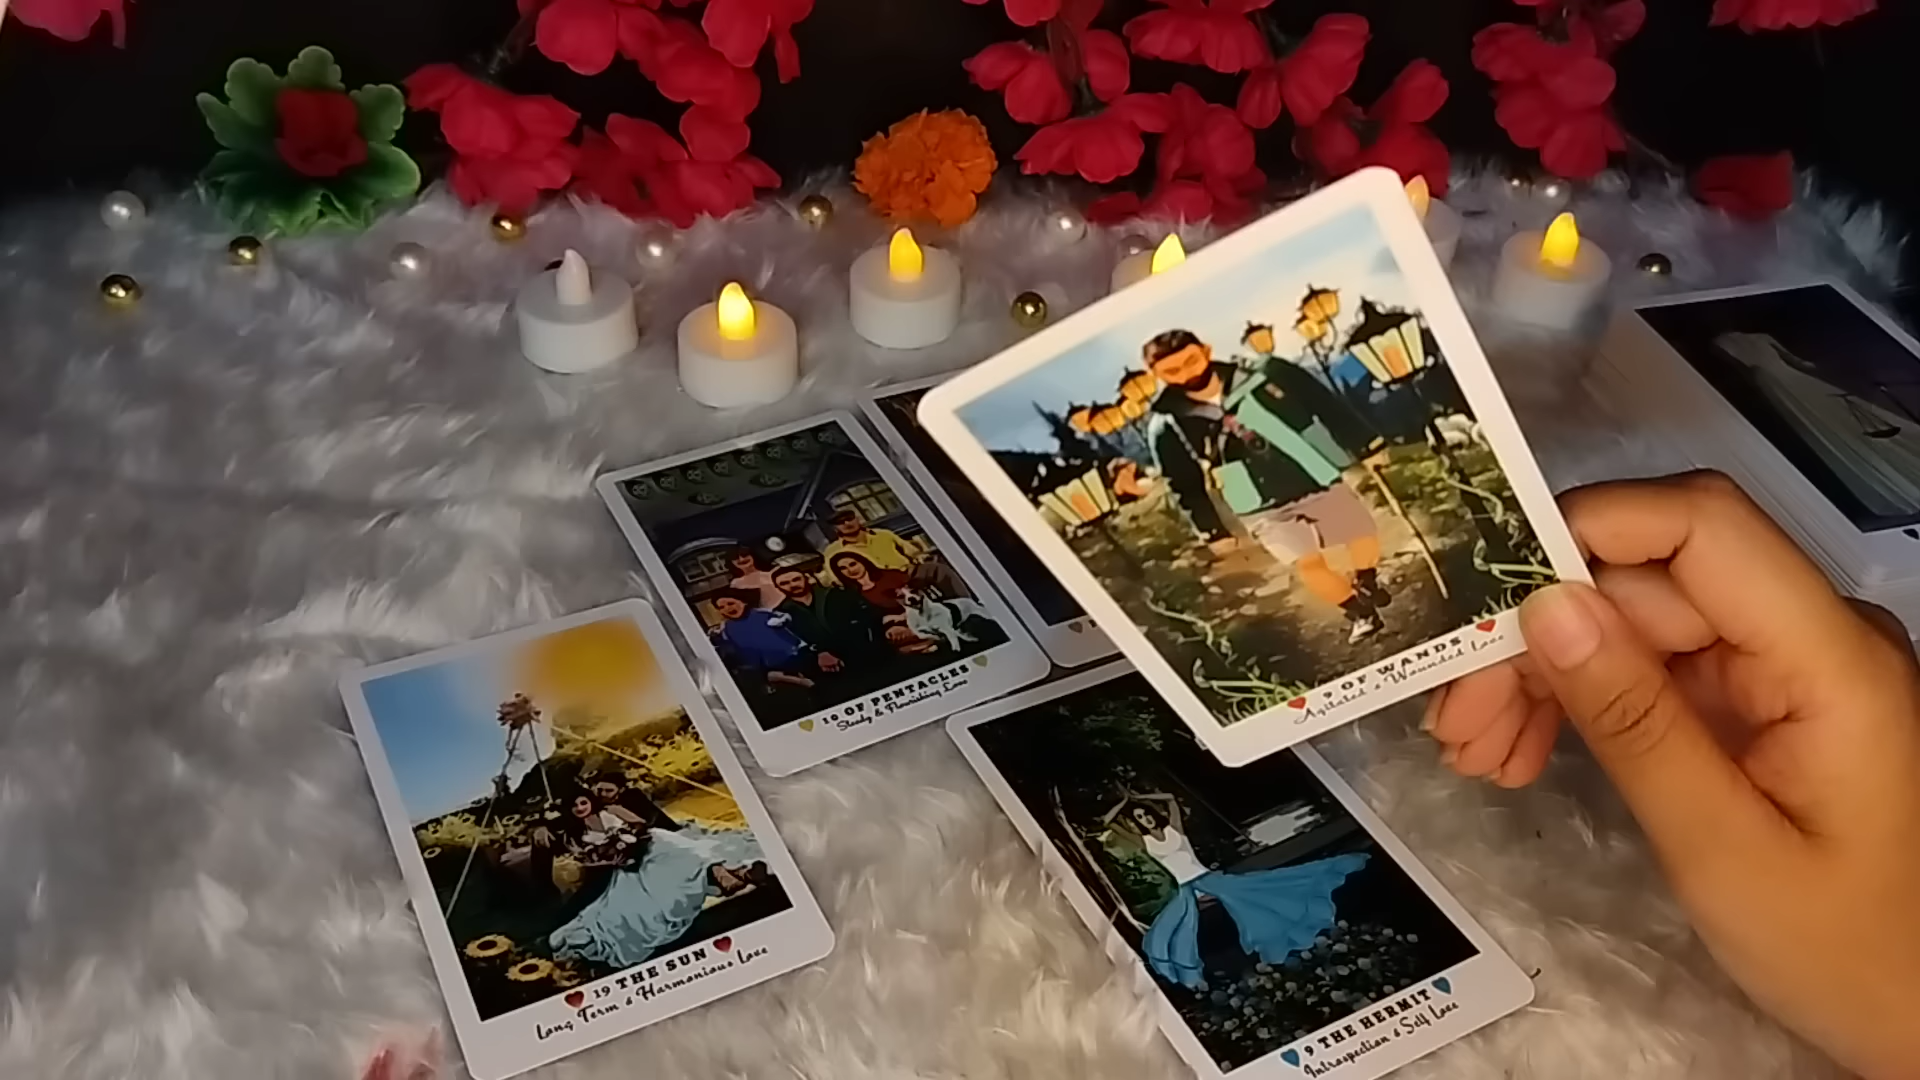 10 OF PENTACLES
Steady & Flourishing Love
9 OF WANDS
Agitated & Wounded Love
19 THE SUN
Long Term & Harmonious Love
9 THE HERMIT
Introspection & Self Love